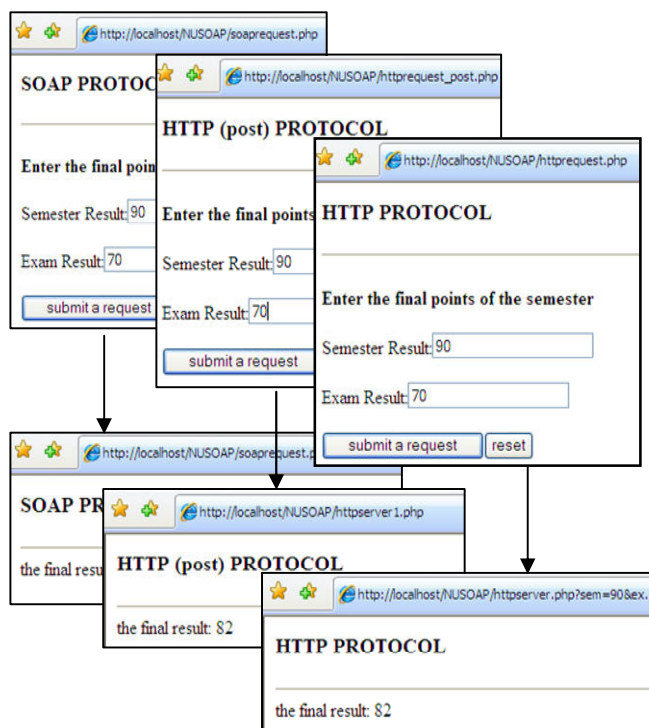 http://localhost/NUSOAP/soaprequest.php
SOAP PROTOC
Enter the final poin
Semester Result: 90
Exam Result: 70
submit a request
http://localhost/NUSOAP/httprequest_post.php
HTTP (post) PROTOCOL
Enter the final points
Semester Result: 90
Exam Result: 70
submit a request
http://localhost/NUSOAP/httprequest.php
HTTP PROTOCOL
Enter the final points of the semester
Semester Result: 90
Exam Result: 70
submit a request reset
http://localhost/NUSOAP/soaprequest.p
SOAP PR
the final resu
http://localhost/NUSOAP/httpserver1.php
HTTP (post) PROTOCOL
the final result: 82
http://localhost/NUSOAP/httpserver.php?sem=90&ex.
HTTP PROTOCOL
the final result: 82